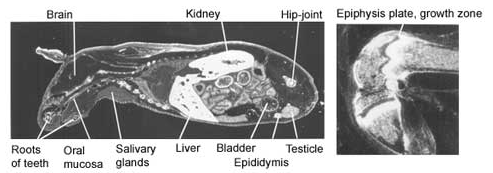 Brain
Kidney
Hip-joint
Epiphysis plate, growth zone
Roots
of teeth
Oral
mucosa
Salivary
glands
Liver
Bladder
Epididymis
Testicle